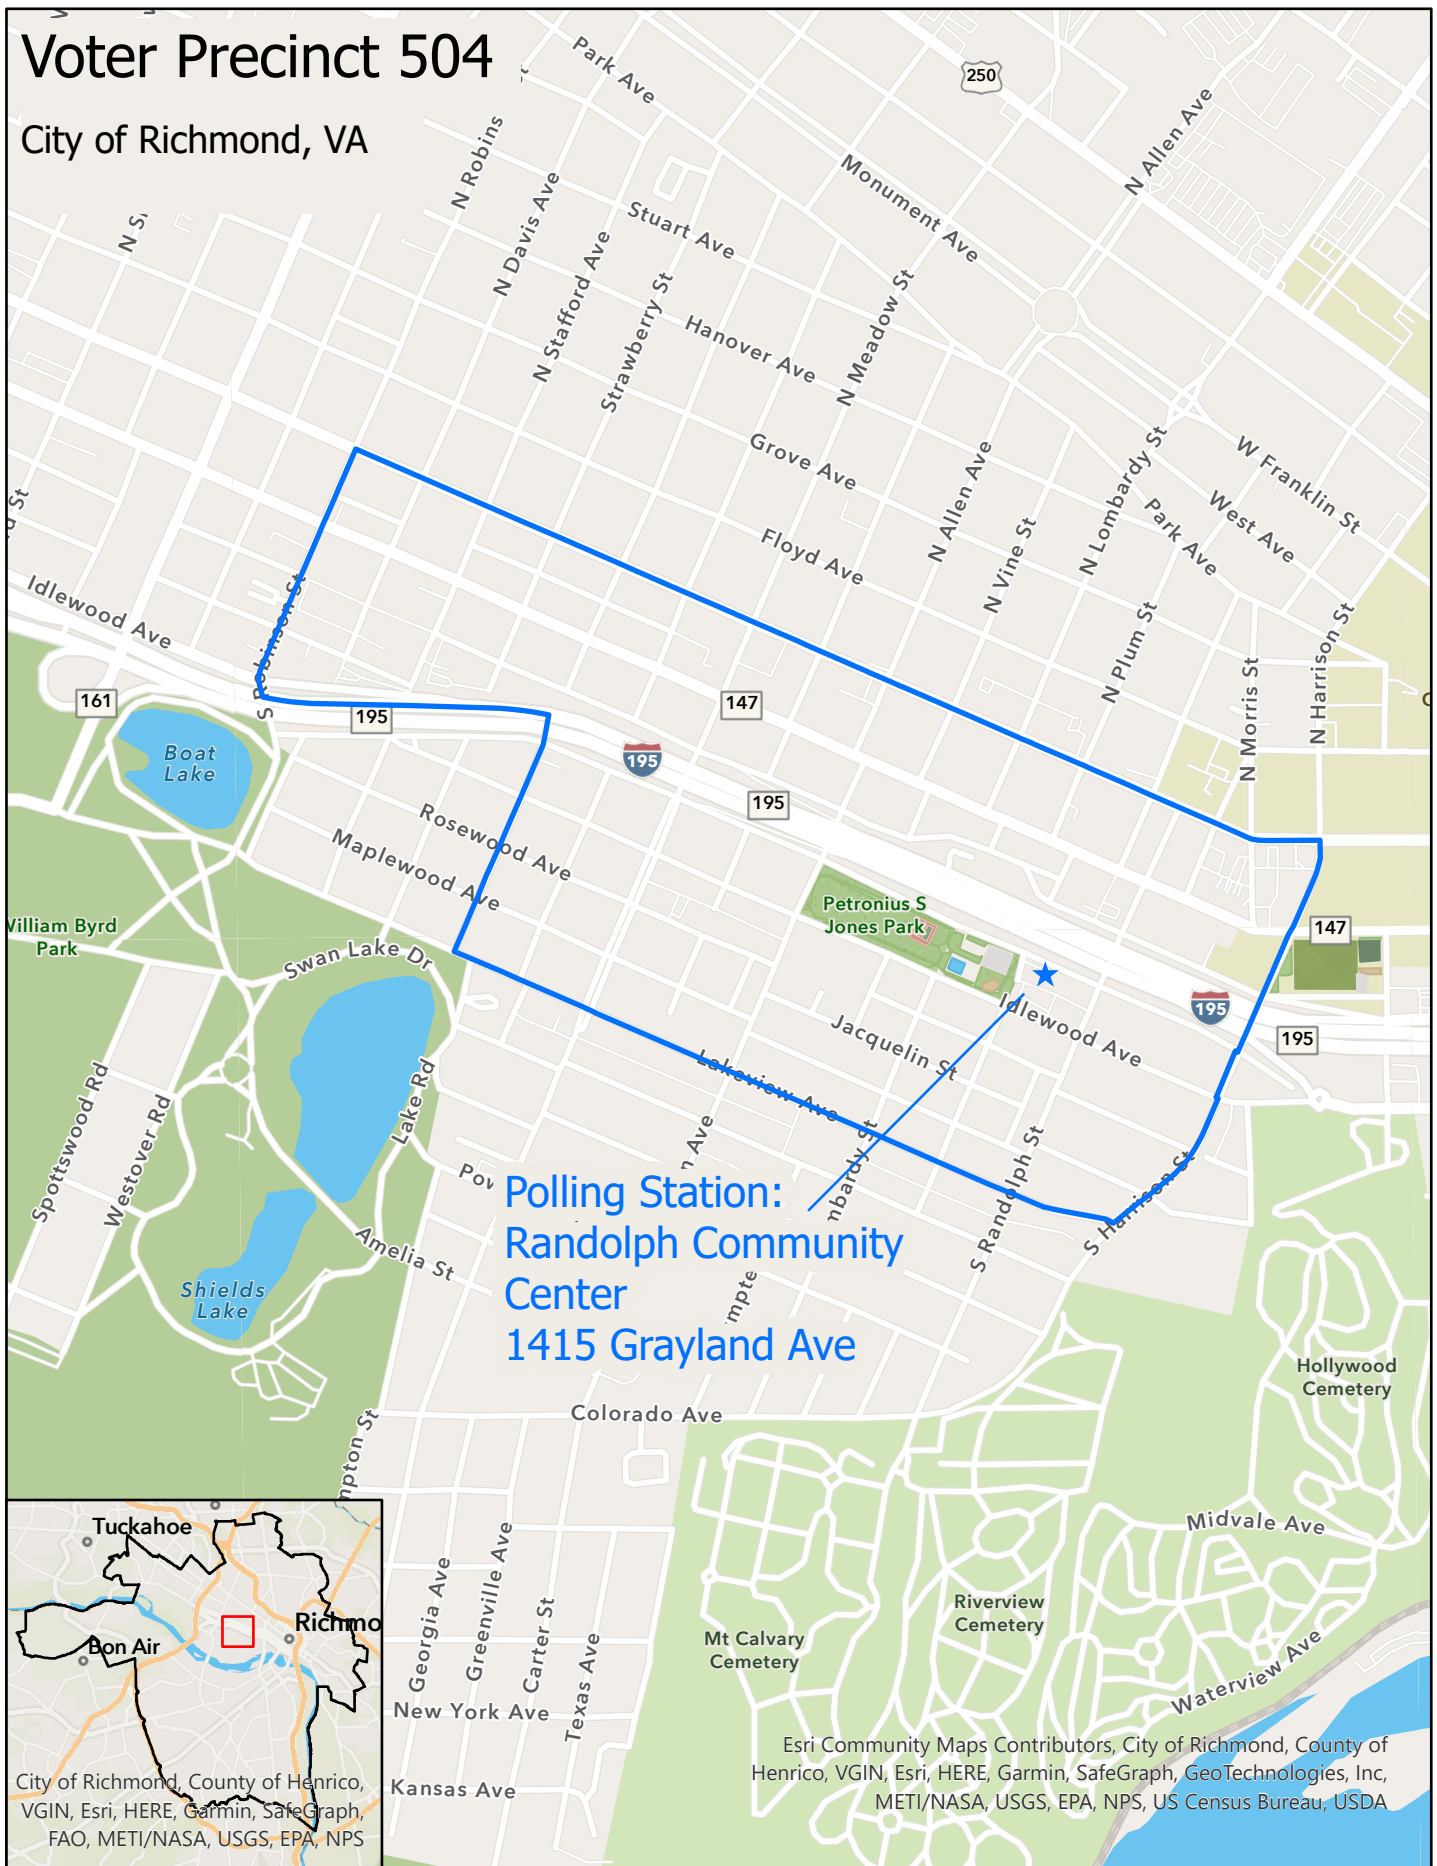 Voter Precinct 504
City of Richmond, VA
Park Ave
250
N Allen Ave
N Robins
Monument Ave
N Davis Ave
Stuart Ave
N Stafford Ave
Strawberry St
N Meadow St
Hanover Ave
Grove Ave
W Franklin St
N Lombardy St
West Ave
Park Ave
N Allen Ave
Floyd Ave
N Vine St
Idlewood Ave
S Robinson St
N Plum St
N Harrison St
N Morris St
161
195
147
Boat
Lake
195
195
Rosewood Ave
Maplewood Ave
Petronius S
Jones Park
William Byrd
Park
147
Swan Lake Dr
Idlewood Ave
195
195
Jacquelin St
Lakeview Ave
Spottswood Rd
Westover Rd
Lake Rd
n Ave
mbardy St
S Randolph St
S Harrison St
Pov
Polling Station:
Randolph Community
Center
1415 Grayland Ave
Amelia St
Shields
Lake
mpte
Hollywood
Cemetery
Colorado Ave
mpton St
Midvale Ave
Georgia Ave
Greenville Ave
Carter St
Texas Ave
Riverview
Cemetery
Mt Calvary
Cemetery
Waterview Ave
New York Ave
Kansas Ave
Tuckahoe
Richmo
Bon Air
City of Richmond, County of Henrico,
VGIN, Esri, HERE, Garmin, SafeGraph,
FAO, METI/NASA, USGS, EPA, NPS
Esri Community Maps Contributors, City of Richmond, County of
Henrico, VGIN, Esri, HERE, Garmin, SafeGraph, GeoTechnologies, Inc,
METI/NASA, USGS, EPA, NPS, US Census Bureau, USDA